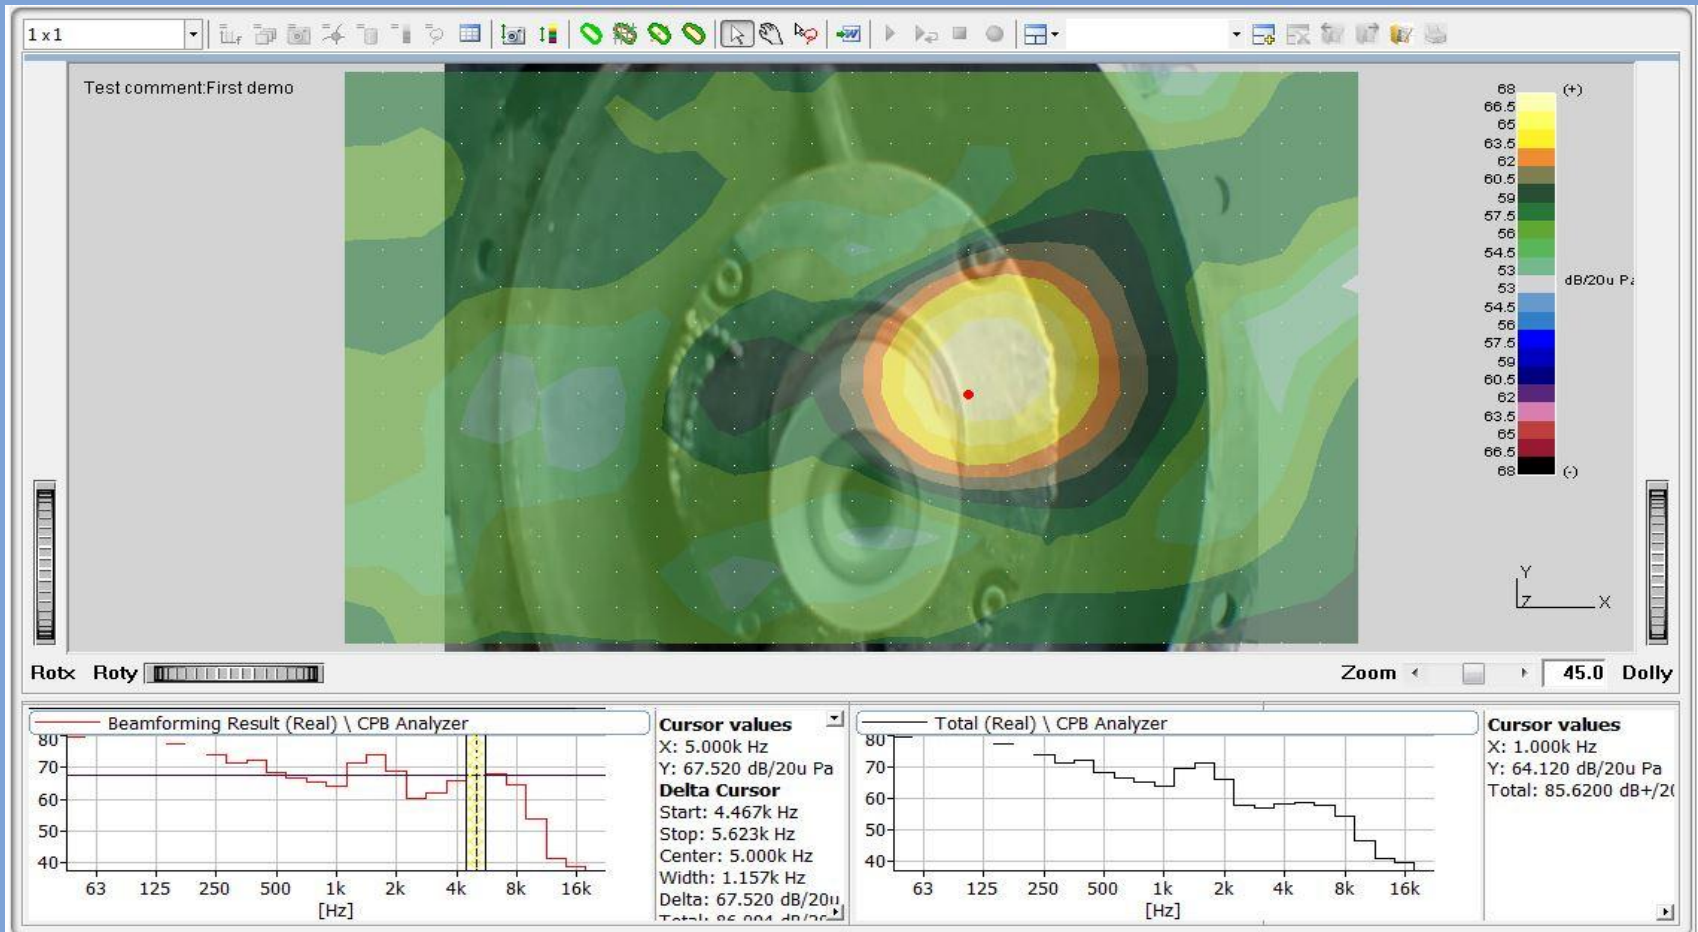 1 x 1
Test comment:First demo
68 (+)
66.5
65
63.5
62
60.5
59
57.5
56
54.5
53
dB/20u Pa
53
54.5
56
57.5
59
60.5
62
63.5
65
66.5
68 (-)
Y
Z X
Rotx Roty Zoom 45.0 Dolly
Beamforming Result (Real) \ CPB Analyzer
80
70
60
50
40
63 125 250 500 1k 2k 4k 8k 16k
[Hz]
Cursor values
X: 5.000k Hz
Y: 67.520 dB/20u Pa
Delta Cursor
Start: 4.467k Hz
Stop: 5.623k Hz
Center: 5.000k Hz
Width: 1.157k Hz
Delta: 67.520 dB/20u
Total (Real) \ CPB Analyzer
80
70
60
50
40
63 125 250 500 1k 2k 4k 8k 16k
[Hz]
Cursor values
X: 1.000k Hz
Y: 64.120 dB/20u Pa
Total: 85.6200 dB+/20